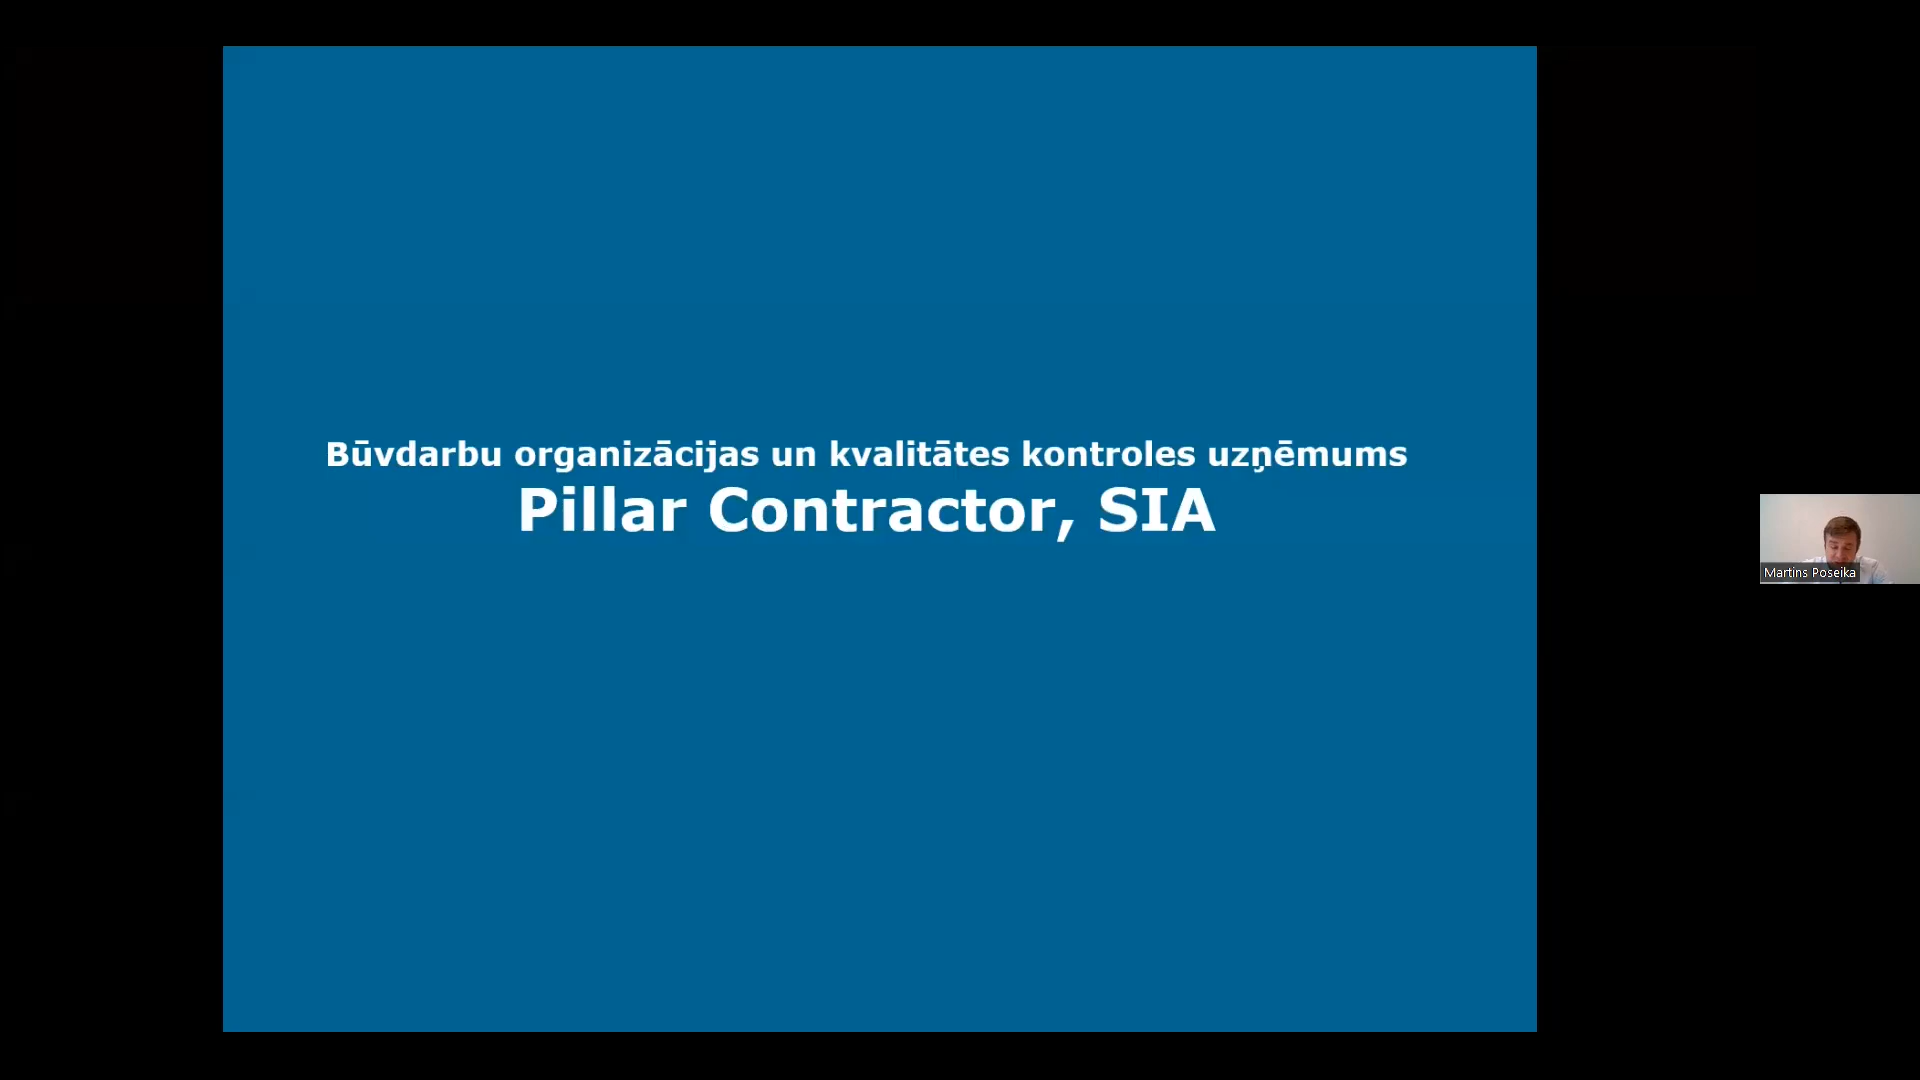 Būvdarbu organizācijas un kvalitātes kontroles uzņēmums
Pillar Contractor, SIA
Martins Poseika